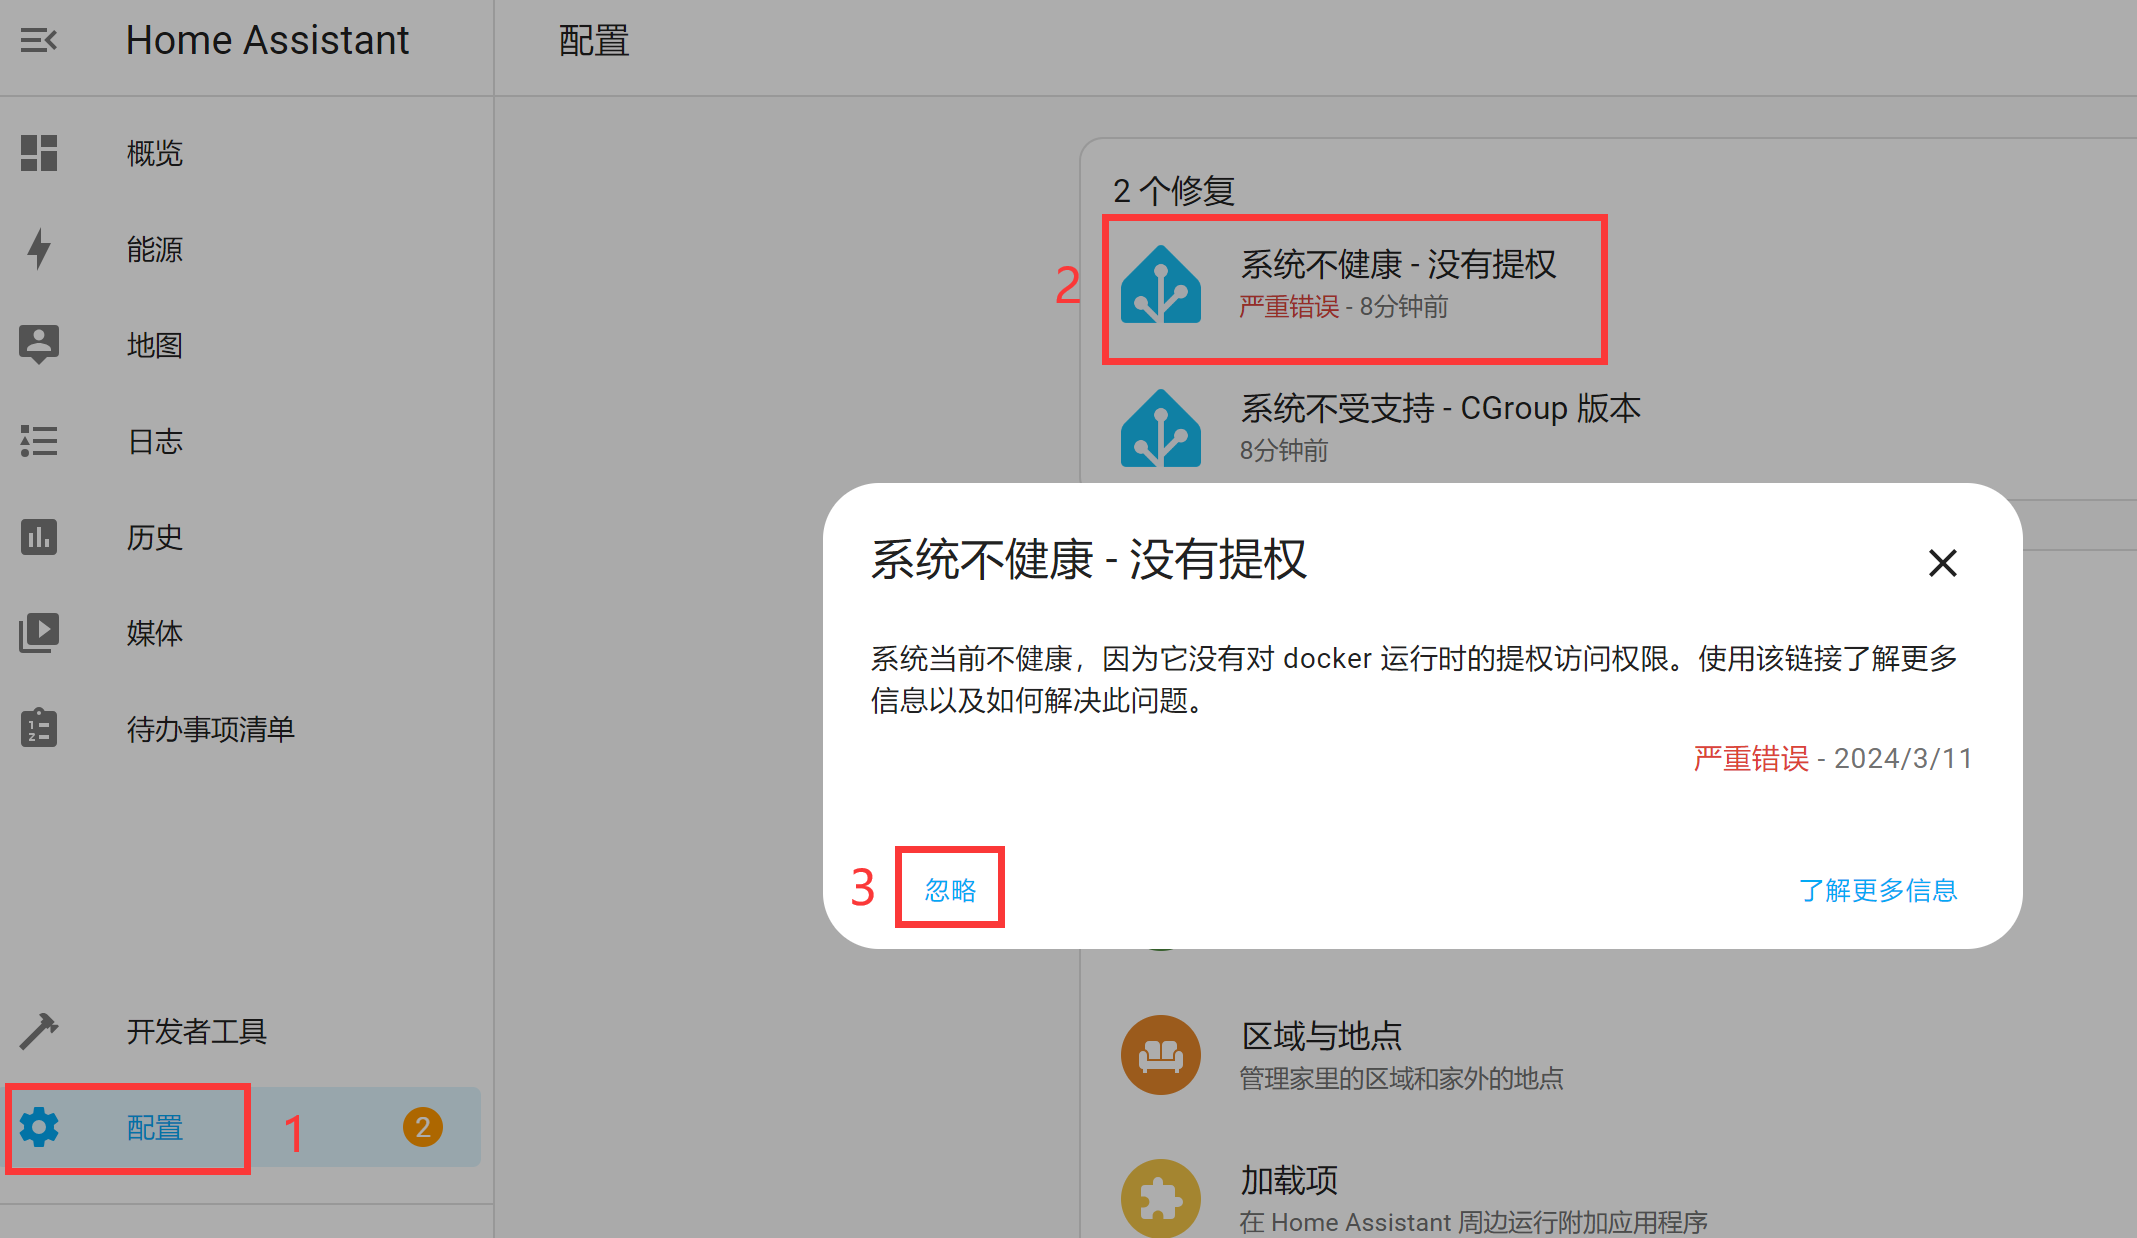 Home Assistant
配置
概览
能源
地图
日志
历史
媒体
待办事项清单
开发者工具
配置
1
2
2 个修复
2
系统不健康 - 没有提权
严重错误 - 8分钟前
系统不受支持 - CGroup 版本
8分钟前
系统不健康 - 没有提权
系统当前不健康，因为它没有对 docker 运行时的提权访问权限。使用该链接了解更多
信息以及如何解决此问题。
严重错误 - 2024/3/11
3
忽略
了解更多信息
区域与地点
管理家里的区域和家外的地点
加载项
在 Home Assistant 周边运行附加应用程序